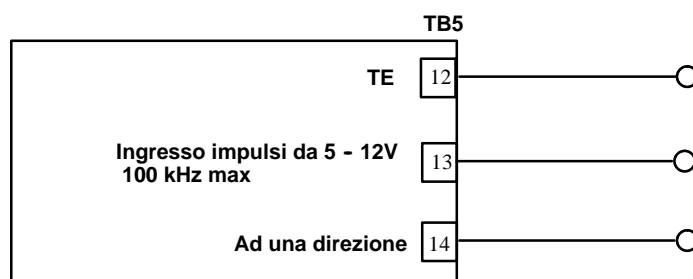 TB5
TE 12
Ingresso impulsi da 5 - 12V
100 kHz max
13
Ad una direzione 14